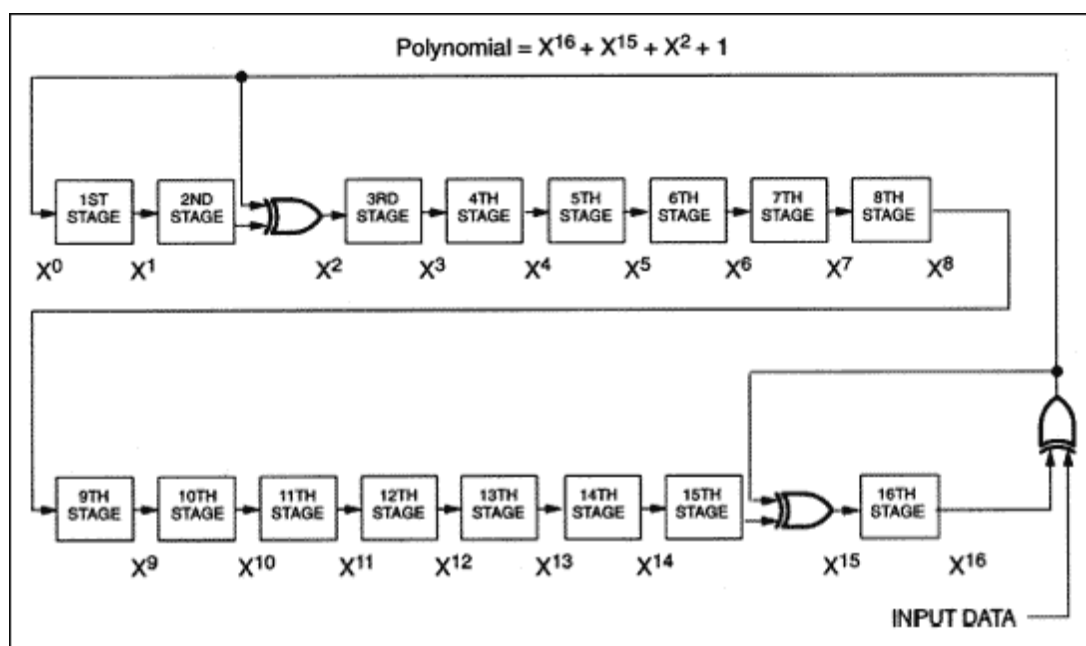 Polynomial = X¹⁶ + X¹⁵ + X² + 1
1ST STAGE
2ND STAGE
3RD STAGE
4TH STAGE
5TH STAGE
6TH STAGE
7TH STAGE
8TH STAGE
X⁰ X¹ X² X³ X⁴ X⁵ X⁶ X⁷ X⁸
9TH STAGE
10TH STAGE
11TH STAGE
12TH STAGE
13TH STAGE
14TH STAGE
15TH STAGE
16TH STAGE
X⁹ X¹⁰ X¹¹ X¹² X¹³ X¹⁴ X¹⁵ X¹⁶
INPUT DATA